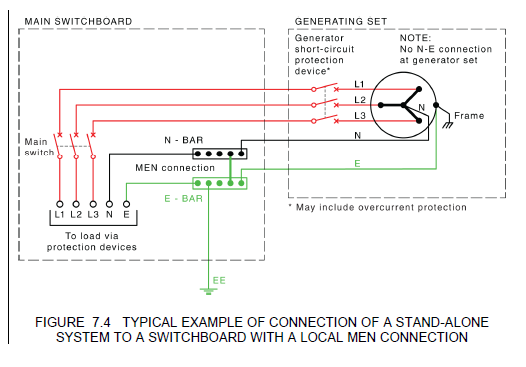 MAIN SWITCHBOARD
GENERATING SET
Generator
short-circuit
protection
device*
NOTE:
No N-E connection
at generator set
L1
L2
L3
N
N
Frame
E
Main
switch
N - BAR
MEN connection
E - BAR
L1 L2 L3 N E
To load via
protection devices
* May include overcurrent protection
EE
FIGURE 7.4 TYPICAL EXAMPLE OF CONNECTION OF A STAND-ALONE
SYSTEM TO A SWITCHBOARD WITH A LOCAL MEN CONNECTION